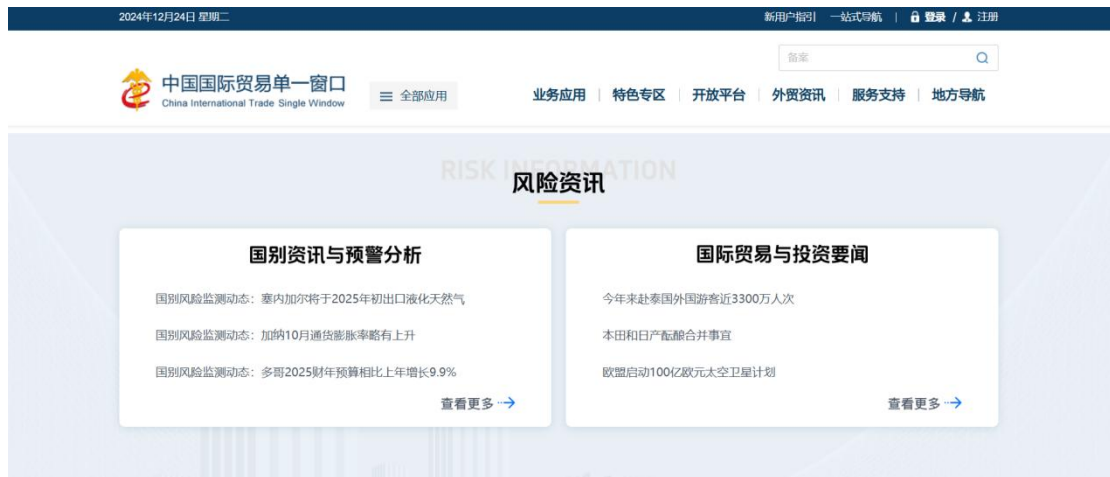 2024年12月24日 星期二
新用户指引 一站式导航 | 登录 / 注册
备案
中国国际贸易单一窗口
China International Trade Single Window
全部应用
业务应用 | 特色专区 | 开放平台 | 外贸资讯 | 服务支持 | 地方导航
RISK INFORMATION
风险资讯
国别资讯与预警分析
国别风险监测动态：塞内加尔将于2025年初出口液化天然气
国别风险监测动态：加纳10月通货膨胀率略有上升
国别风险监测动态：多哥2025财年预算相比上年增长9.9%
查看更多
国际贸易与投资要闻
今年来赴泰国外国游客近3300万人次
本田和日产酝酿合并事宜
欧盟启动100亿欧元太空卫星计划
查看更多